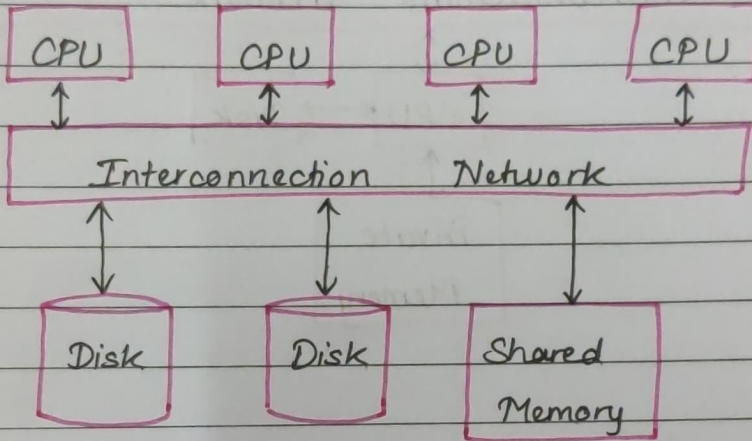 CPU CPU CPU CPU
Interconnection Network
Disk Disk Shared
Memory